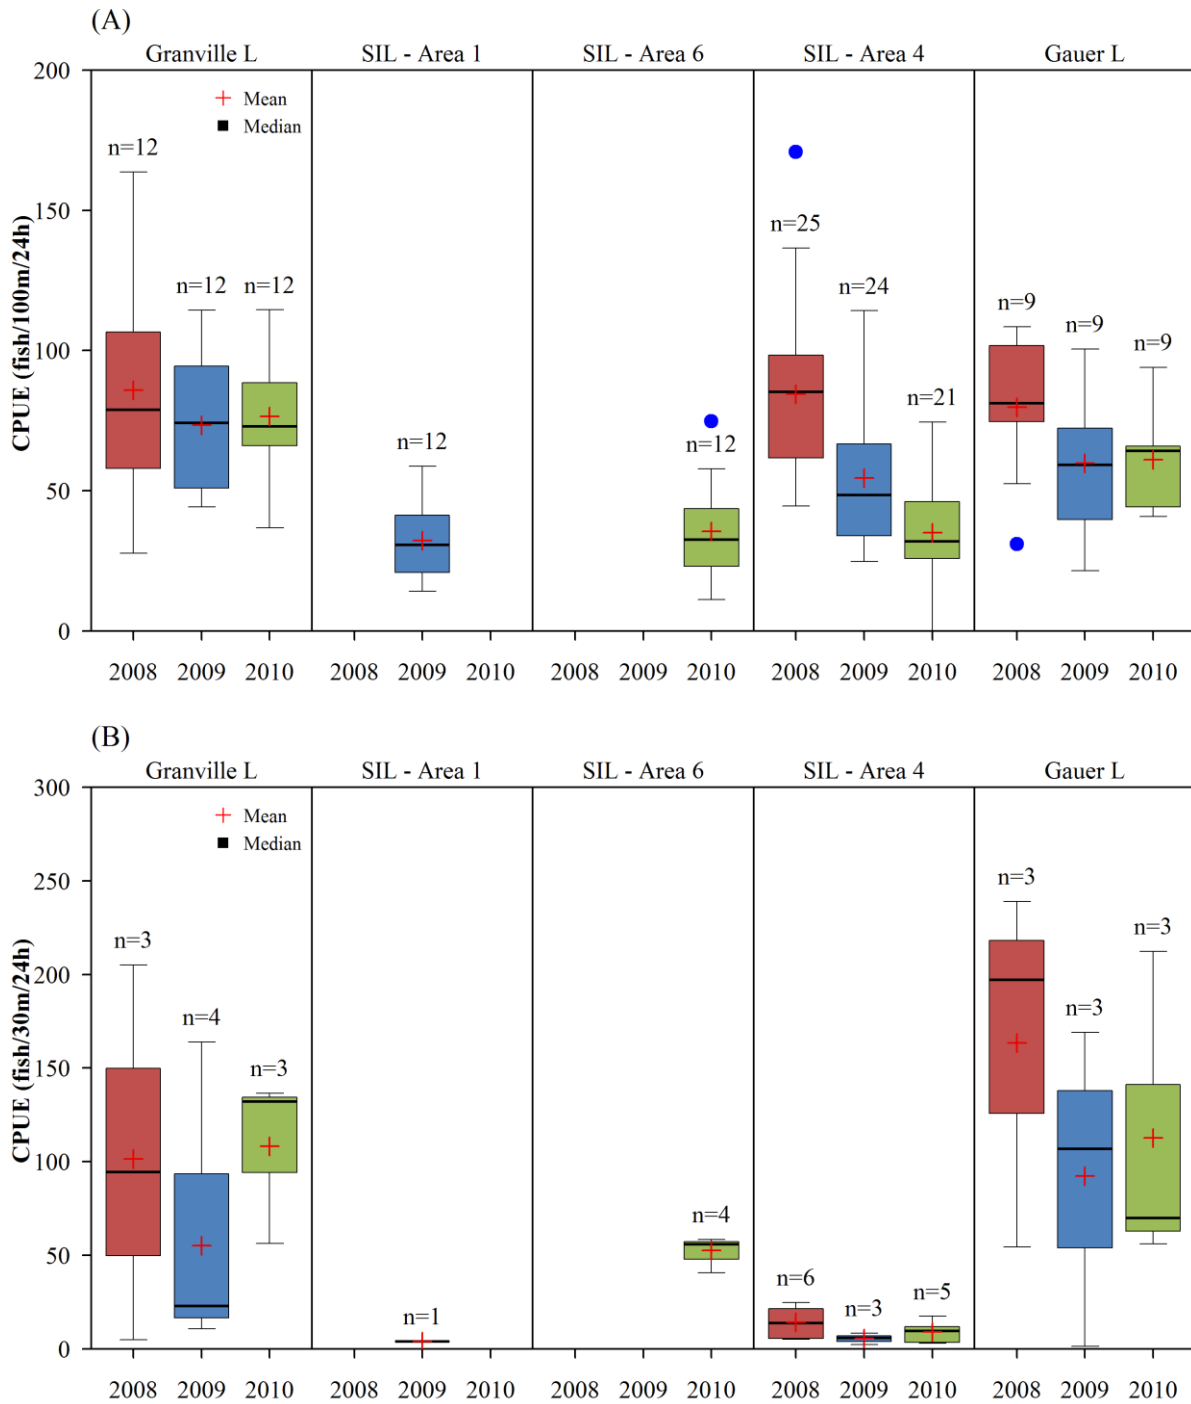 (A)
Granville L SIL - Area 1 SIL - Area 6 SIL - Area 4 Gauer L
CPUE (fish/100m/24h)
200
150
100
50
0
Mean
Median
n=12
n=12
n=12
n=12
n=12
n=25
n=24
n=21
n=9
n=9
n=9
2008 2009 2010 2008 2009 2010 2008 2009 2010 2008 2009 2010 2008 2009 2010
(B)
Granville L SIL - Area 1 SIL - Area 6 SIL - Area 4 Gauer L
CPUE (fish/30m/24h)
300
250
200
150
100
50
0
Mean
Median
n=3
n=4
n=3
n=1
n=4
n=6
n=3
n=5
n=3
n=3
n=3
2008 2009 2010 2008 2009 2010 2008 2009 2010 2008 2009 2010 2008 2009 2010